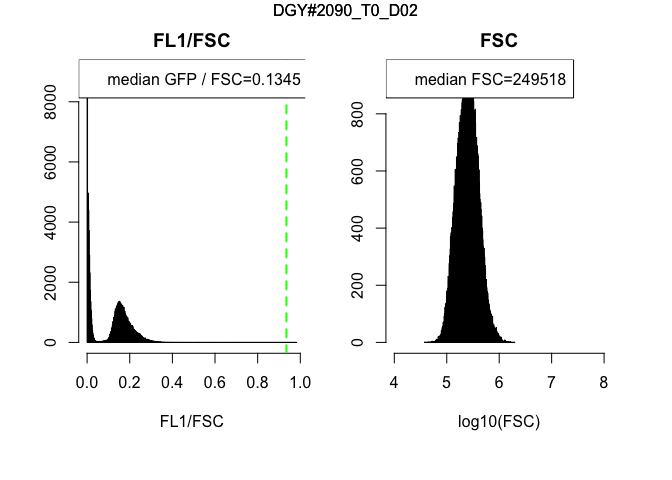 DGY#2090_T0_D02
FL1/FSC
median GFP / FSC=0.1345
8000
6000
4000
2000
0
0.0 0.2 0.4 0.6 0.8 1.0
FL1/FSC
FSC
median FSC=249518
800
600
400
200
0
4 5 6 7 8
log10(FSC)